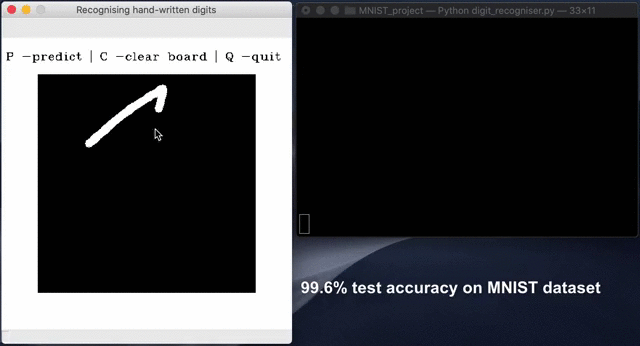 Recognising hand-written digits
P -predict | C -clear board | Q -quit
MNIST_project — Python digit_recogniser.py — 33×11
99.6% test accuracy on MNIST dataset